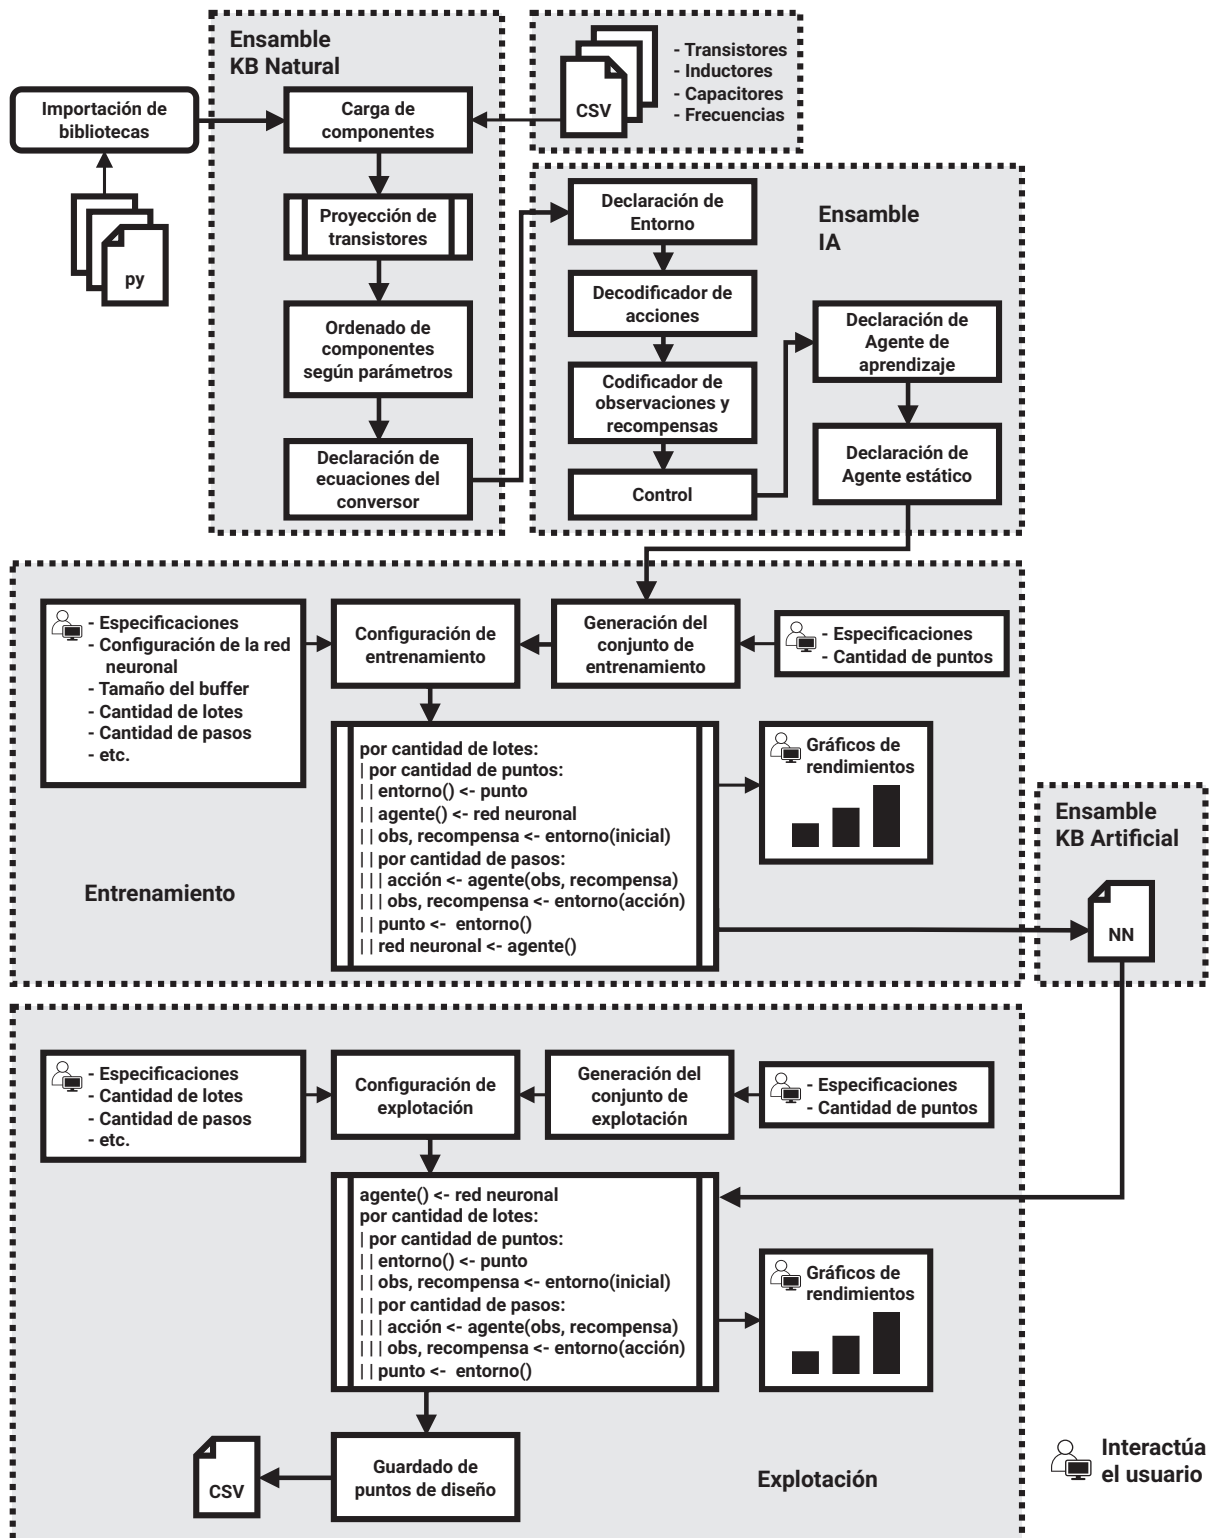 Ensamble
KB Natural
- Transistores
- Inductores
- Capacitores
- Frecuencias
CSV
Importación de
bibliotecas
py
Carga de
componentes
Proyección de
transistores
Ordenado de
componentes
según parámetros
Declaración de
ecuaciones del
conversor
Ensamble
IA
Declaración de
Entorno
Decodificador de
acciones
Codificador de
observaciones y
recompensas
Control
Declaración de
Agente de
aprendizaje
Declaración de
Agente estático
- Especificaciones
- Configuración de la red
neuronal
- Tamaño del buffer
- Cantidad de lotes
- Cantidad de pasos
- etc.
Configuración de
entrenamiento
Generación del
conjunto de
entrenamiento
- Especificaciones
- Cantidad de puntos
por cantidad de lotes:
| por cantidad de puntos:
| | entorno() <- punto
| | agente() <- red neuronal
| | obs, recompensa <- entorno(inicial)
| | por cantidad de pasos:
| | | acción <- agente(obs, recompensa)
| | | obs, recompensa <- entorno(acción)
| | punto <- entorno()
| | red neuronal <- agente()
Gráficos de
rendimientos
Entrenamiento
Ensamble
KB Artificial
NN
- Especificaciones
- Cantidad de lotes
- Cantidad de pasos
- etc.
Configuración de
explotación
Generación del
conjunto de
explotación
- Especificaciones
- Cantidad de puntos
agente() <- red neuronal
por cantidad de lotes:
| por cantidad de puntos:
| | entorno() <- punto
| | obs, recompensa <- entorno(inicial)
| | por cantidad de pasos:
| | | acción <- agente(obs, recompensa)
| | | obs, recompensa <- entorno(acción)
| | punto <- entorno()
Gráficos de
rendimientos
CSV
Guardado de
puntos de diseño
Explotación
Interactúa
el usuario